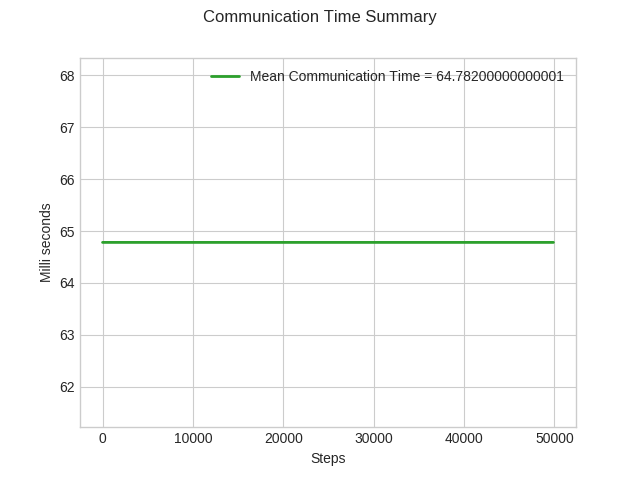 Communication Time Summary
Mean Communication Time = 64.78200000000001
68
67
66
65
64
63
62
Milli seconds
0 10000 20000 30000 40000 50000
Steps